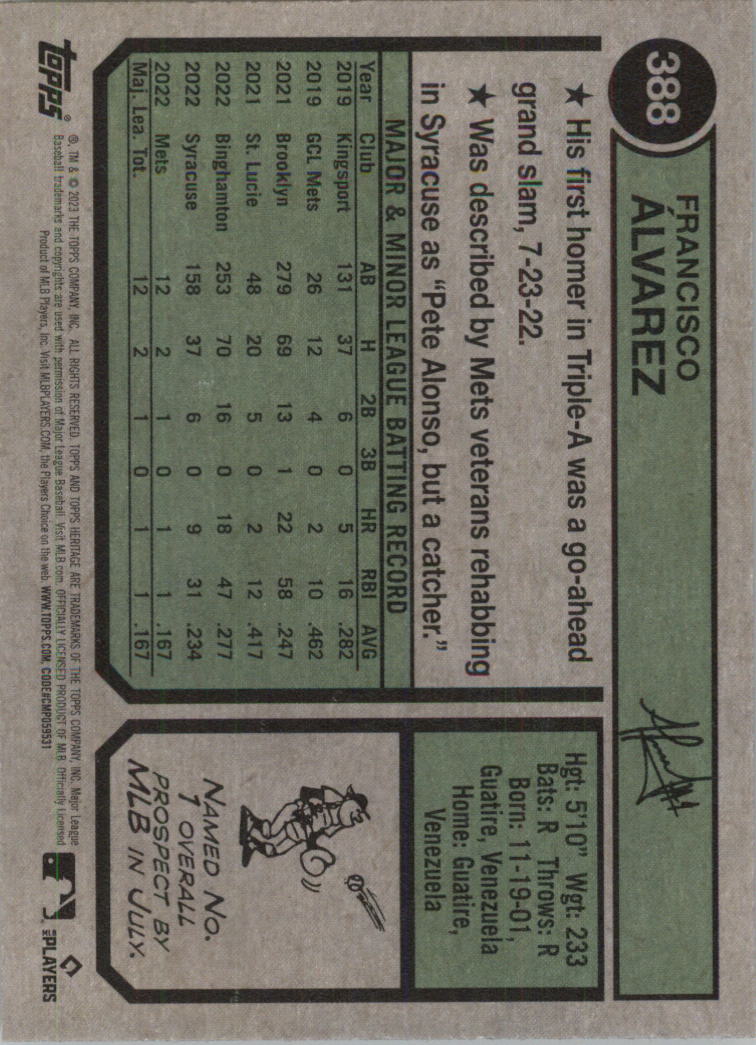 388
FRANCISCO
ÁLVAREZ
★ His first homer in Triple-A was a go-ahead
grand slam, 7-23-22.
★ Was described by Mets veterans rehabbing
in Syracuse as “Pete Alonso, but a catcher.”
MAJOR & MINOR LEAGUE BATTING RECORD
Year Club AB H 2B 3B HR RBI AVG
2019 Kingsport 131 37 6 0 5 16 .282
2019 GCL Mets 26 12 4 0 2 10 .462
2021 Brooklyn 279 69 13 1 22 58 .247
2021 St. Lucie 48 20 5 0 2 12 .417
2022 Binghamton 253 70 16 0 18 47 .277
2022 Syracuse 158 37 6 0 9 31 .234
2022 Mets 12 2 1 0 1 1 .167
Maj. Lea. Tot. 12 2 1 0 1 1 .167
Hgt: 5'10" Wgt: 233
Bats: R Throws: R
Born: 11-19-01,
Guatire, Venezuela
Home: Guatire,
Venezuela
NAMED NO.
1 OVERALL
PROSPECT BY
MLB IN JULY.
topps®
®, TM & © 2023 THE TOPPS COMPANY, INC. ALL RIGHTS RESERVED. TOPPS AND TOPPS HERITAGE ARE TRADEMARKS OF THE TOPPS COMPANY, INC. Major League
Baseball trademarks and copyrights are used with permission of Major League Baseball. Visit MLB.com. OFFICIALLY LICENSED PRODUCT OF MLB Officially Licensed
Product of MLB Players, Inc. Visit MLBPLAYERS.COM, the Players Choice on the web. WWW.TOPPS.COM. CODE#CMP059531
MLB PLAYERS